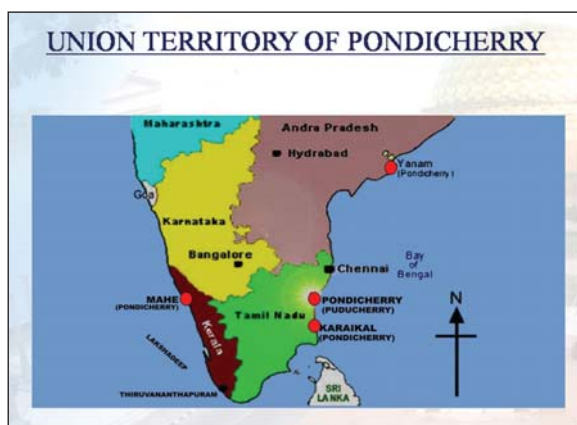 UNION TERRITORY OF PONDICHERRY
Maharashtra
Andra Pradesh
Hydrabad
Yanam
(Pondicherry)
Goa
Karnataka
Bangalore
Chennai
Bay
of
Bengal
MAHE
(PONDICHERRY)
PONDICHERRY
(PUDUCHERRY)
N
Tamil Nadu
KARAIKAL
(PONDICHERRY)
Kerala
LAKSHADEEP
THIRUVANANTHAPURAM
SRI
LANKA